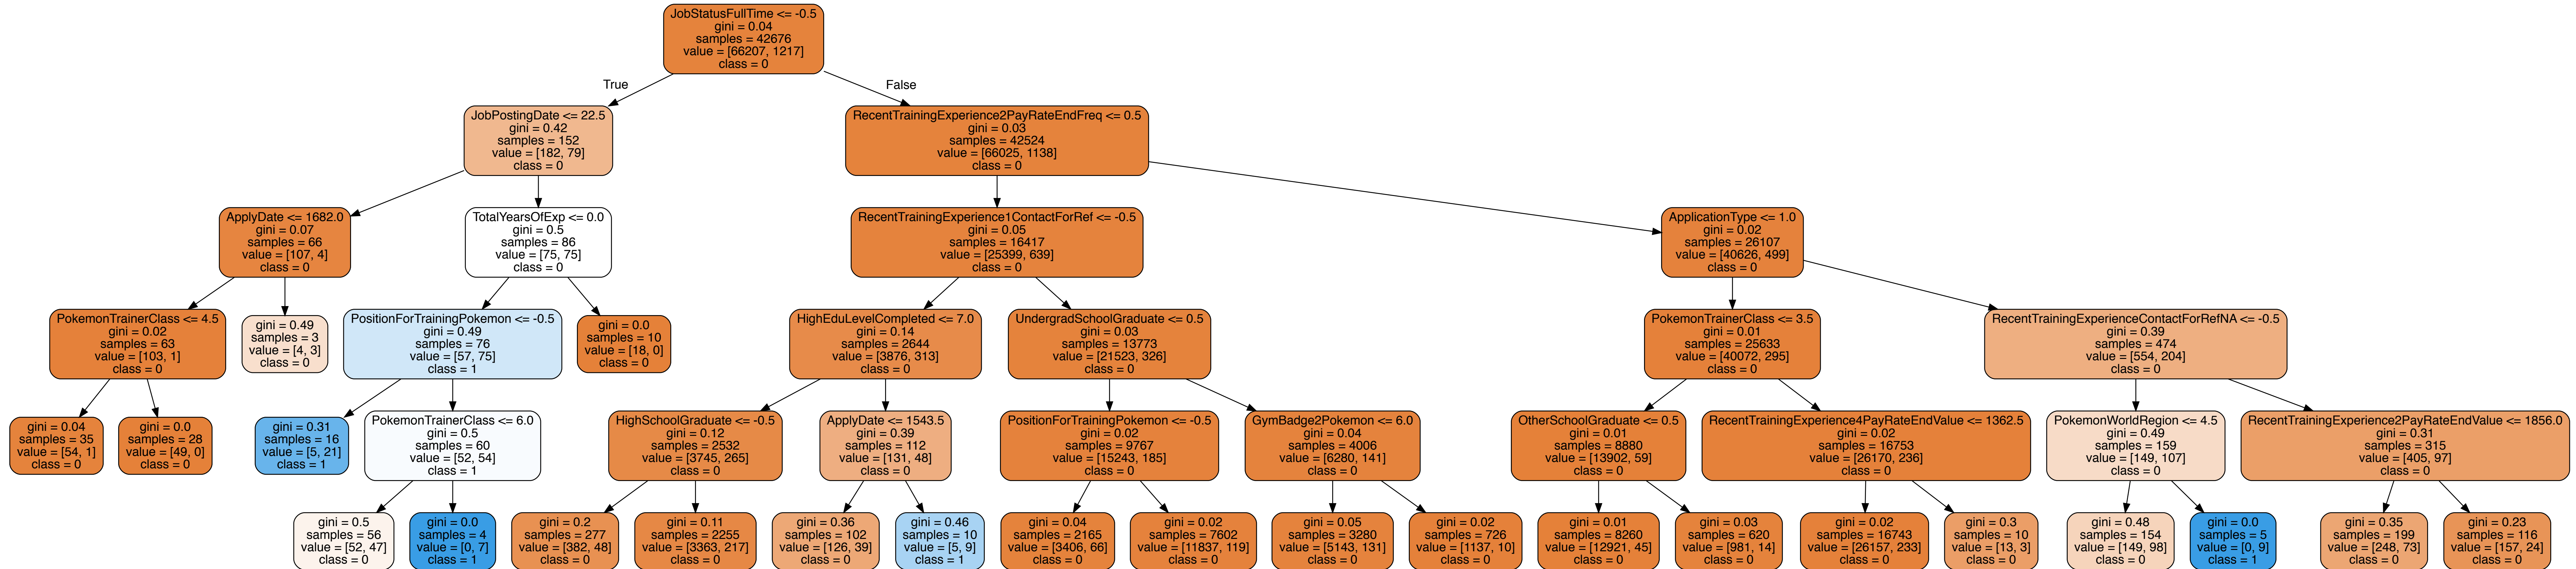 JobStatusFullTime <= -0.5
gini = 0.04
samples = 42676
value = [66207, 1217]
class = 0
True
False
JobPostingDate <= 22.5
gini = 0.42
samples = 152
value = [182, 79]
class = 0
RecentTrainingExperience2PayRateEndFreq <= 0.5
gini = 0.03
samples = 42524
value = [66025, 1138]
class = 0
ApplyDate <= 1682.0
gini = 0.07
samples = 66
value = [107, 4]
class = 0
TotalYearsOfExp <= 0.0
gini = 0.5
samples = 86
value = [75, 75]
class = 0
RecentTrainingExperience1ContactForRef <= -0.5
gini = 0.05
samples = 16417
value = [25399, 639]
class = 0
ApplicationType <= 1.0
gini = 0.02
samples = 26107
value = [40626, 499]
class = 0
PokemonTrainerClass <= 4.5
gini = 0.02
samples = 63
value = [103, 1]
class = 0
gini = 0.49
samples = 3
value = [4, 3]
class = 0
PositionForTrainingPokemon <= -0.5
gini = 0.49
samples = 76
value = [57, 75]
class = 1
gini = 0.0
samples = 10
value = [18, 0]
class = 0
HighEduLevelCompleted <= 7.0
gini = 0.14
samples = 2644
value = [3876, 313]
class = 0
UndergradSchoolGraduate <= 0.5
gini = 0.03
samples = 13773
value = [21523, 326]
class = 0
PokemonTrainerClass <= 3.5
gini = 0.01
samples = 25633
value = [40072, 295]
class = 0
RecentTrainingExperienceContactForRefNA <= -0.5
gini = 0.39
samples = 474
value = [554, 204]
class = 0
gini = 0.04
samples = 35
value = [54, 1]
class = 0
gini = 0.0
samples = 28
value = [49, 0]
class = 0
gini = 0.31
samples = 16
value = [5, 21]
class = 1
PokemonTrainerClass <= 6.0
gini = 0.5
samples = 60
value = [52, 54]
class = 1
HighSchoolGraduate <= -0.5
gini = 0.12
samples = 2532
value = [3745, 265]
class = 0
ApplyDate <= 1543.5
gini = 0.39
samples = 112
value = [131, 48]
class = 0
PositionForTrainingPokemon <= -0.5
gini = 0.02
samples = 9767
value = [15243, 185]
class = 0
GymBadge2Pokemon <= 6.0
gini = 0.04
samples = 4006
value = [6280, 141]
class = 0
OtherSchoolGraduate <= 0.5
gini = 0.01
samples = 8880
value = [13902, 59]
class = 0
RecentTrainingExperience4PayRateEndValue <= 1362.5
gini = 0.02
samples = 16753
value = [26170, 236]
class = 0
PokemonWorldRegion <= 4.5
gini = 0.49
samples = 159
value = [149, 107]
class = 0
RecentTrainingExperience2PayRateEndValue <= 1856.0
gini = 0.31
samples = 315
value = [405, 97]
class = 0
gini = 0.5
samples = 56
value = [52, 47]
class = 0
gini = 0.0
samples = 4
value = [0, 7]
class = 1
gini = 0.2
samples = 277
value = [382, 48]
class = 0
gini = 0.11
samples = 2255
value = [3363, 217]
class = 0
gini = 0.36
samples = 102
value = [126, 39]
class = 0
gini = 0.46
samples = 10
value = [5, 9]
class = 1
gini = 0.04
samples = 2165
value = [3406, 66]
class = 0
gini = 0.02
samples = 7602
value = [11837, 119]
class = 0
gini = 0.05
samples = 3280
value = [5143, 131]
class = 0
gini = 0.02
samples = 726
value = [1137, 10]
class = 0
gini = 0.01
samples = 8260
value = [12921, 45]
class = 0
gini = 0.03
samples = 620
value = [981, 14]
class = 0
gini = 0.02
samples = 16743
value = [26157, 233]
class = 0
gini = 0.3
samples = 10
value = [13, 3]
class = 0
gini = 0.48
samples = 154
value = [149, 98]
class = 0
gini = 0.0
samples = 5
value = [0, 9]
class = 1
gini = 0.35
samples = 199
value = [248, 73]
class = 0
gini = 0.23
samples = 116
value = [157, 24]
class = 0